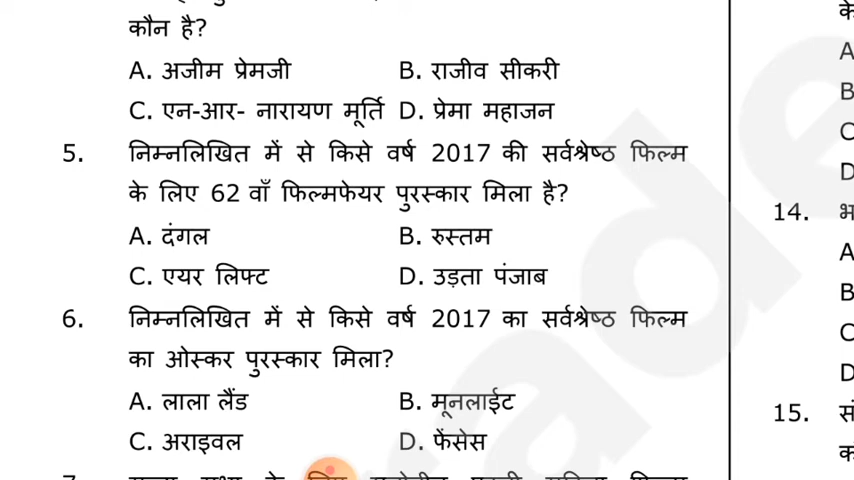 कौन है?
A. अजीम प्रेमजी B. राजीव सीकरी
C. एन-आर- नारायण मूर्ति D. प्रेमा महाजन
5. निम्नलिखित में से किसे वर्ष 2017 की सर्वश्रेष्ठ फिल्म
के लिए 62 वाँ फिल्मफेयर पुरस्कार मिला है?
A. दंगल B. रुस्तम
C. एयर लिफ्ट D. उड़ता पंजाब
6. निम्नलिखित में से किसे वर्ष 2017 का सर्वश्रेष्ठ फिल्म
का ओस्कर पुरस्कार मिला?
A. लाला लैंड B. मूनलाईट
C. अराइवल D. फेंसेस
के
A
B
C
D
14.
A
B
C
D
15. सं